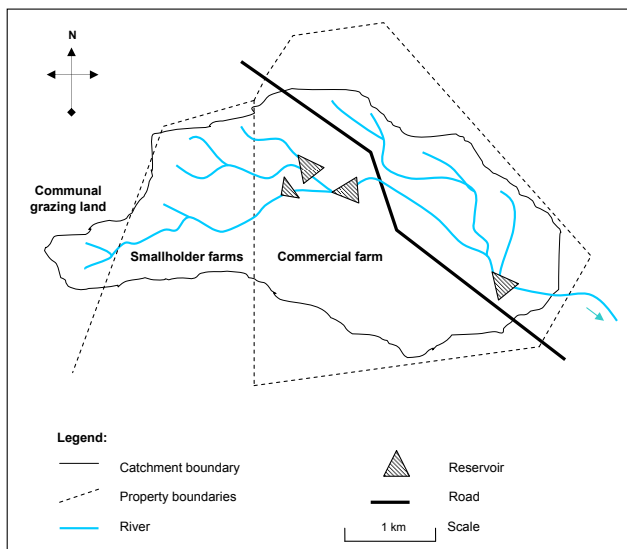 N
Communal
grazing land
Smallholder farms
Commercial farm
Legend:
Catchment boundary
Property boundaries
River
Reservoir
Road
1 km
Scale